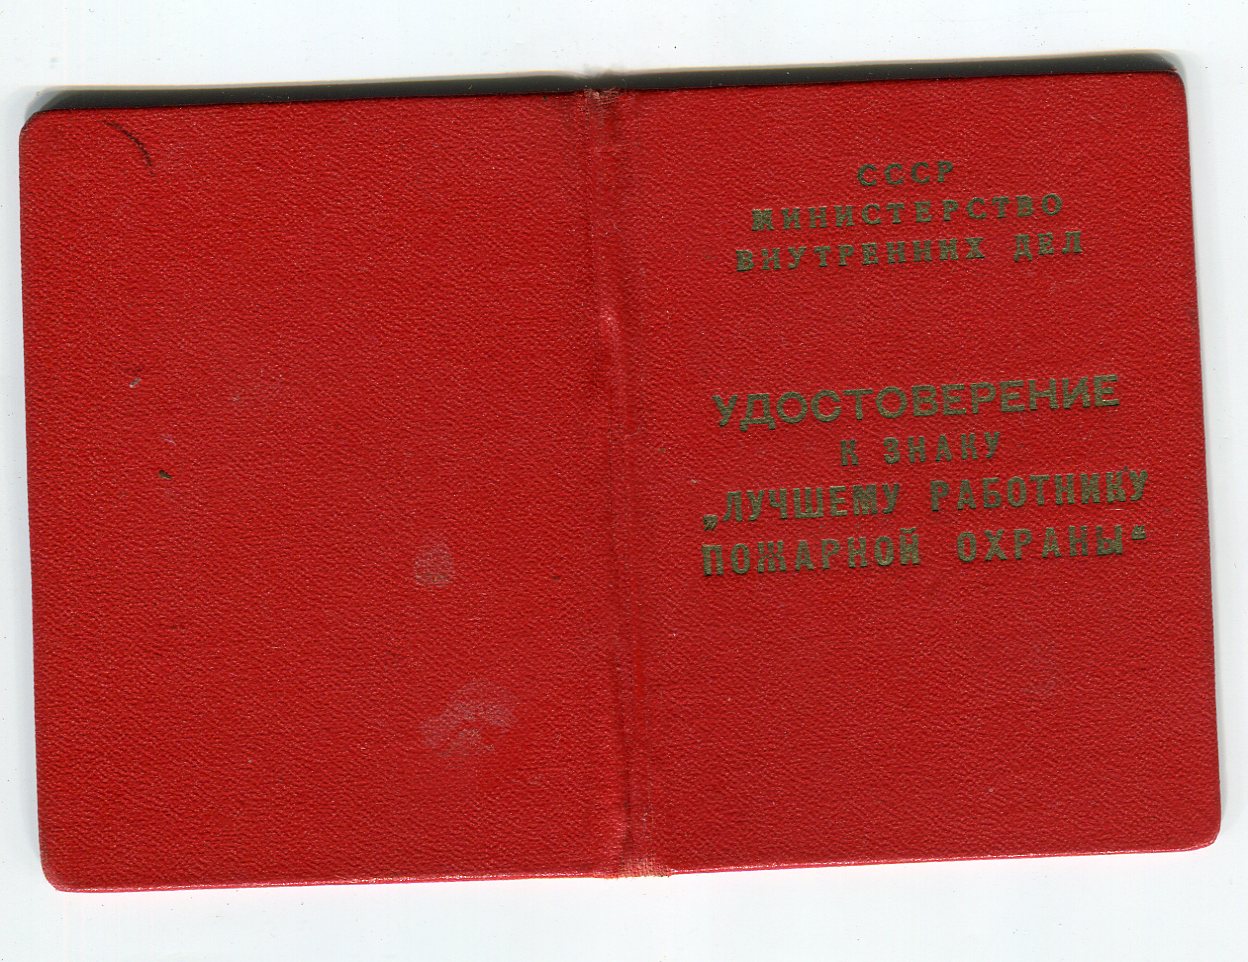 СССР
МИНИСТЕРСТВО
ВНУТРЕННИХ ДЕЛ
УДОСТОВЕРЕНИЕ
К ЗНАКУ
„ЛУЧШЕМУ РАБОТНИКУ
ПОЖАРНОЙ ОХРАНЫ“